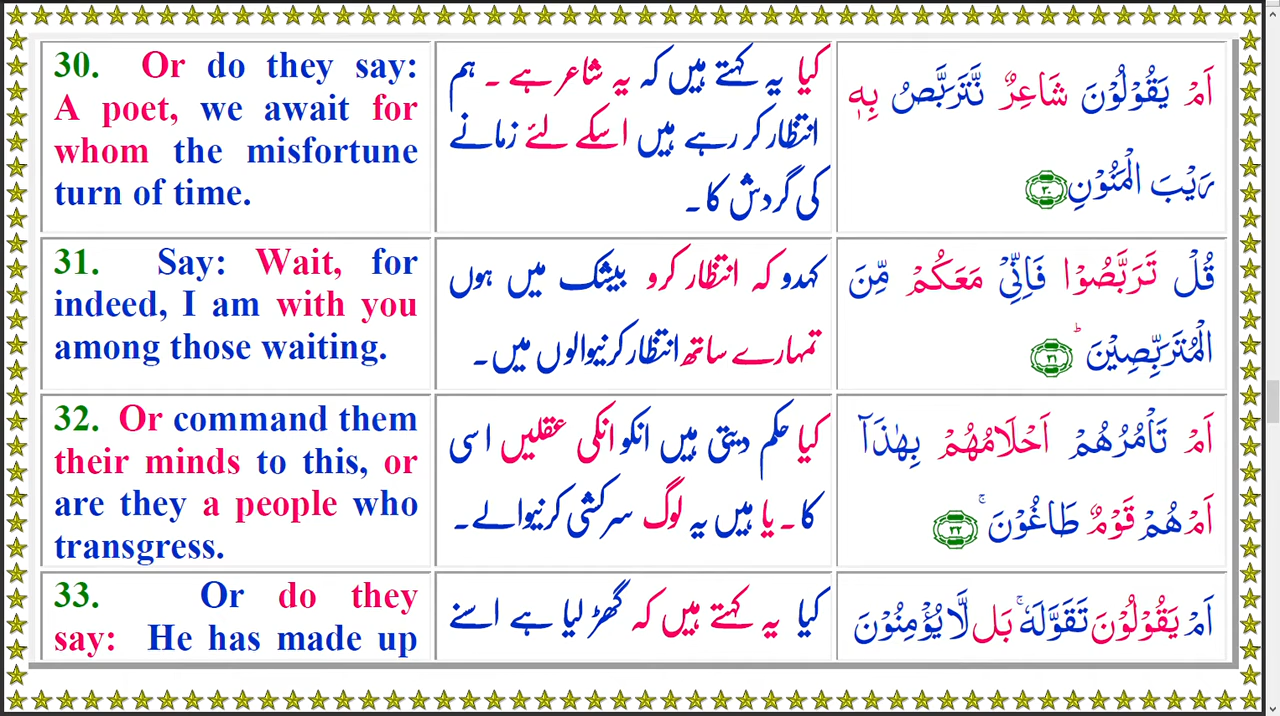 30. Or do they say:
A poet, we await for
whom the misfortune
turn of time.
کیا یہ کہتے ہیں کہ یہ شاعر ہے ۔ ہم
انتظار کر رہے ہیں اسکے لئے زمانے
کی گردش کا۔
اَمْ يَقُوْلُوْنَ شَاعِرٌ نَّتَرَبَّصُ بِهٖ
رَيْبَ الْمَنُوْنِ ۳۰
31. Say: Wait, for
indeed, I am with you
among those waiting.
کہدو کہ انتظار کرو بیشک میں ہوں
تمہارے ساتھ انتظار کرنیوالوں میں۔
قُلْ تَرَبَّصُوْا فَاِنِّىْ مَعَكُمْ مِّنَ
الْمُتَرَبِّصِيْنَ ؕ ۳۱
32. Or command them
their minds to this, or
are they a people who
transgress.
کیا حکم دیتی ہیں انکو انکی عقلیں اسی
کا۔ یا ہیں یہ لوگ سرکشی کرنیوالے۔
اَمْ تَاْمُرُهُمْ اَحْلَامُهُمْ بِهٰذَآ
اَمْ هُمْ قَوْمٌ طَاغُوْنَ ۚ ۳۲
33. Or do they
say: He has made up
کیا یہ کہتے ہیں کہ گھڑ لیا ہے اسنے
اَمْ يَقُوْلُوْنَ تَقَوَّلَهٗ ۚ بَل لَّا يُؤْمِنُوْنَ